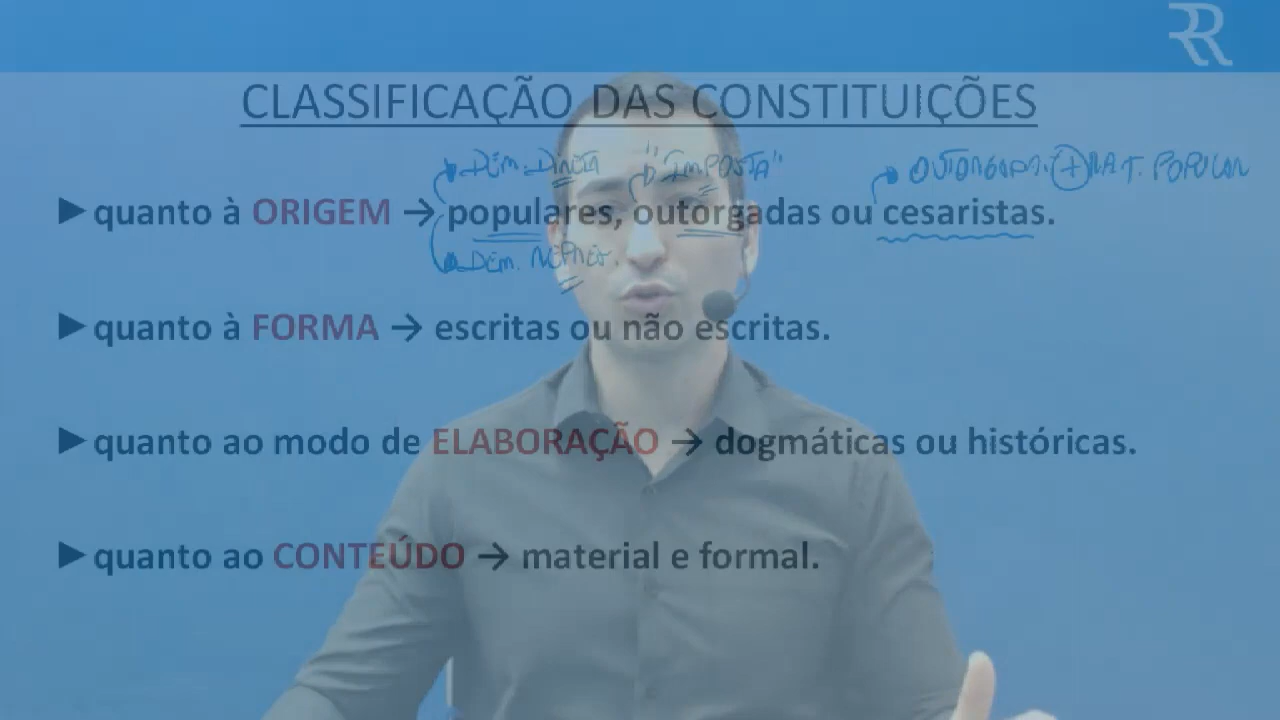 RR
CLASSIFICAÇÃO DAS CONSTITUIÇÕES
DEM. DIRETA "IMPOSTA" OUTORGADA + RAT. POPULAR
►quanto à ORIGEM → populares, outorgadas ou cesaristas.
DEM.
►quanto à FORMA → escritas ou não escritas.
►quanto ao modo de ELABORAÇÃO → dogmáticas ou históricas.
►quanto ao CONTEÚDO → material e formal.